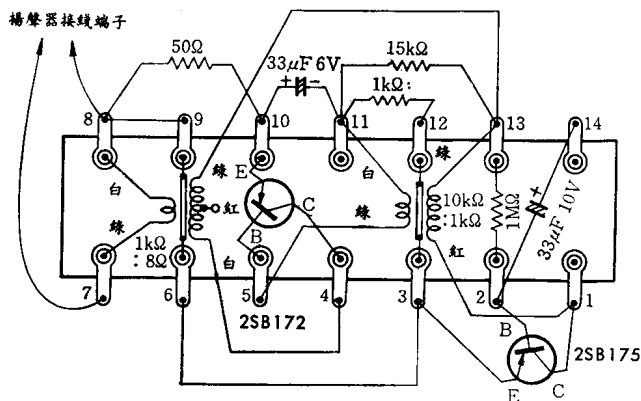 揚聲器接綫端子
50Ω
33μF 6V
15kΩ
1kΩ:
+ -
8
9
10
11
12
13
14
E
綠
綠
白
白
C
紅
綠
綠
10kΩ
:1kΩ
1MΩ
+
33μF 10V
B
紅
1kΩ
:8Ω
白
7
6
5
4
3
2
1
2SB172
B
2SB175
E
C